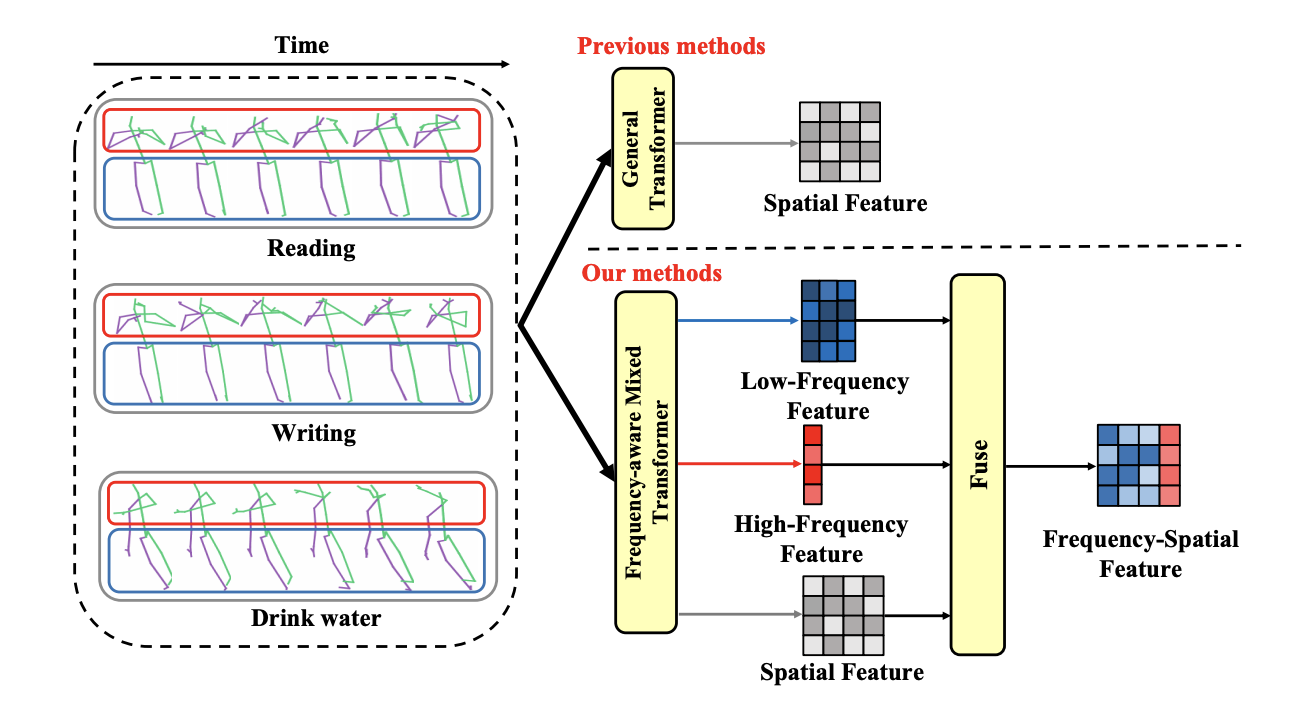 Time
Reading
Writing
Drink water
Previous methods
General
Transformer
Spatial Feature
Our methods
Frequency-aware Mixed
Transformer
Low-Frequency
Feature
High-Frequency
Feature
Spatial Feature
Fuse
Frequency-Spatial
Feature